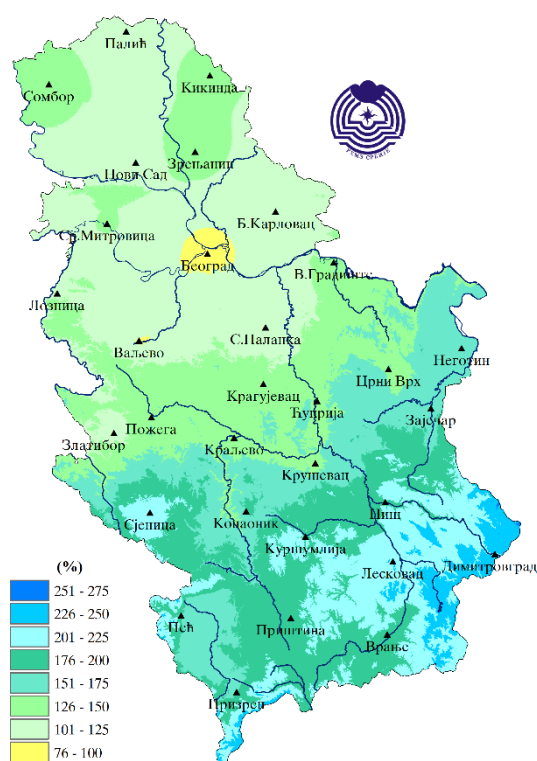 Палић
Сомбор
Кикинда
Зрењанин
Нови Сад
Б.Карловац
Ср.Митровица
Београд
В.Градиште
Лозница
С.Паланка
Ваљево
Неготин
Црни Врх
Крагујевац
Ћуприја
Зајечар
Пожега
Златибор
Краљево
Крушевац
Сјеница
Копаоник
Ниш
Куршумлија
Лесковац
Димитровград
Пећ
Приштина
Врање
Призрен
(%)
251 - 275
226 - 250
201 - 225
176 - 200
151 - 175
126 - 150
101 - 125
76 - 100